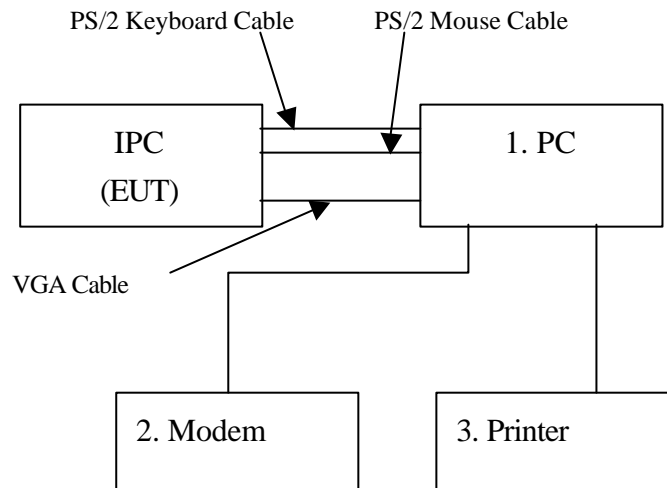 PS/2 Keyboard Cable
PS/2 Mouse Cable
IPC
(EUT)
1. PC
VGA Cable
2. Modem
3. Printer